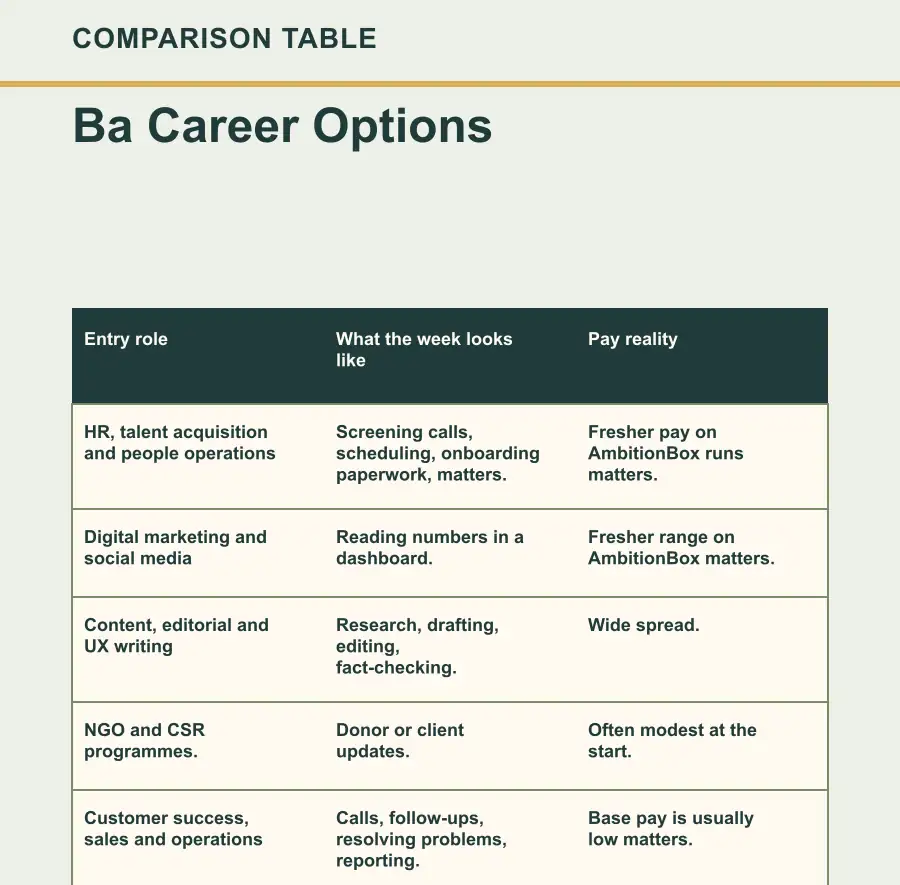 COMPARISON TABLE
Ba Career Options
Entry role
What the week looks
like
Pay reality
HR, talent acquisition
and people operations
Screening calls,
scheduling, onboarding
paperwork, matters.
Fresher pay on
AmbitionBox runs
matters.
Digital marketing and
social media
Reading numbers in a
dashboard.
Fresher range on
AmbitionBox matters.
Content, editorial and
UX writing
Research, drafting,
editing,
fact-checking.
Wide spread.
NGO and CSR
programmes.
Donor or client
updates.
Often modest at the
start.
Customer success,
sales and operations
Calls, follow-ups,
resolving problems,
reporting.
Base pay is usually
low matters.